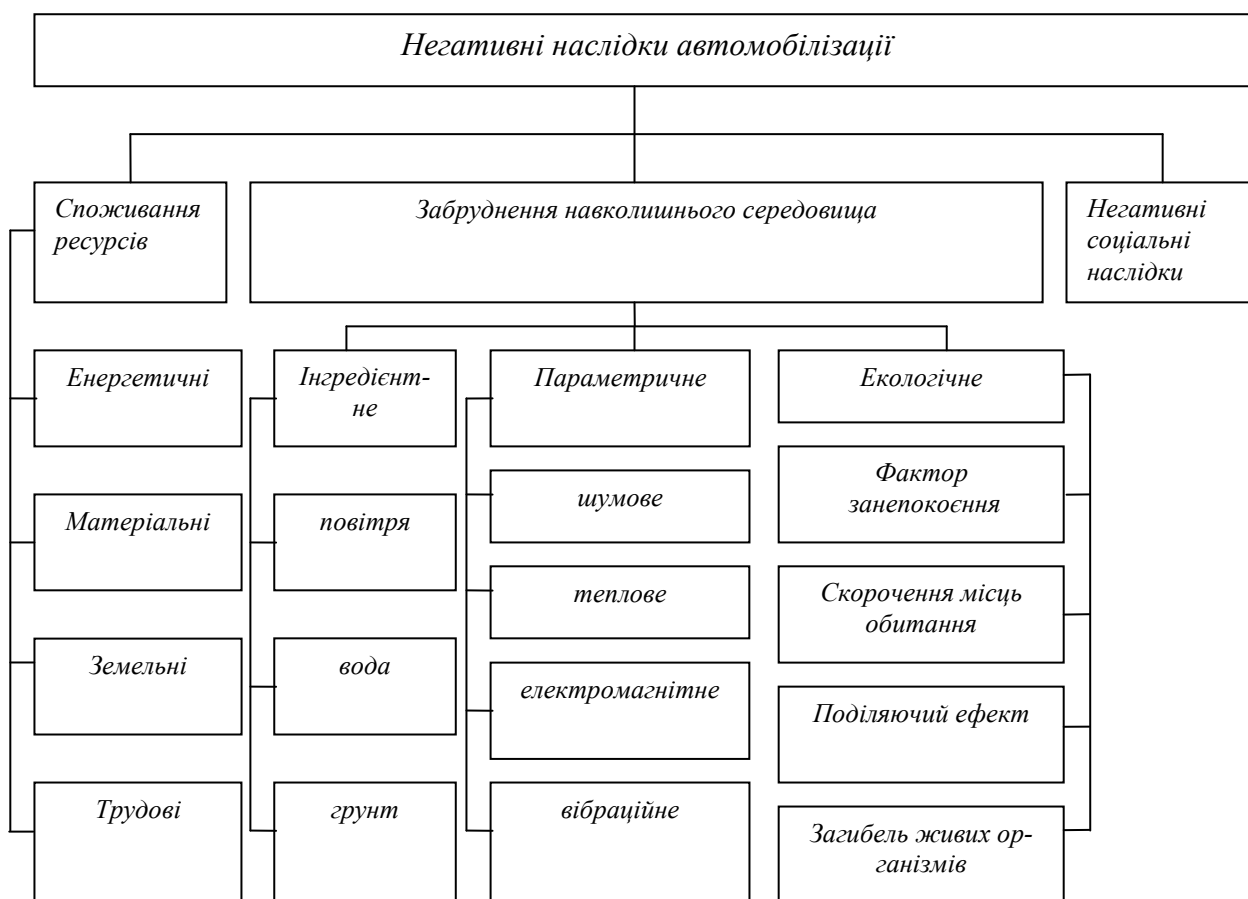 Негативні наслідки автомобілізації
Споживання
ресурсів
Забруднення навколишнього середовища
Негативні
соціальні
наслідки
Енергетичні
Матеріальні
Земельні
Трудові
Інгредієнт-
не
повітря
вода
грунт
Параметричне
шумове
теплове
електромагнітне
вібраційне
Екологічне
Фактор
занепокоєння
Скорочення місць
обитання
Поділяючий ефект
Загибель живих ор-
ганізмів